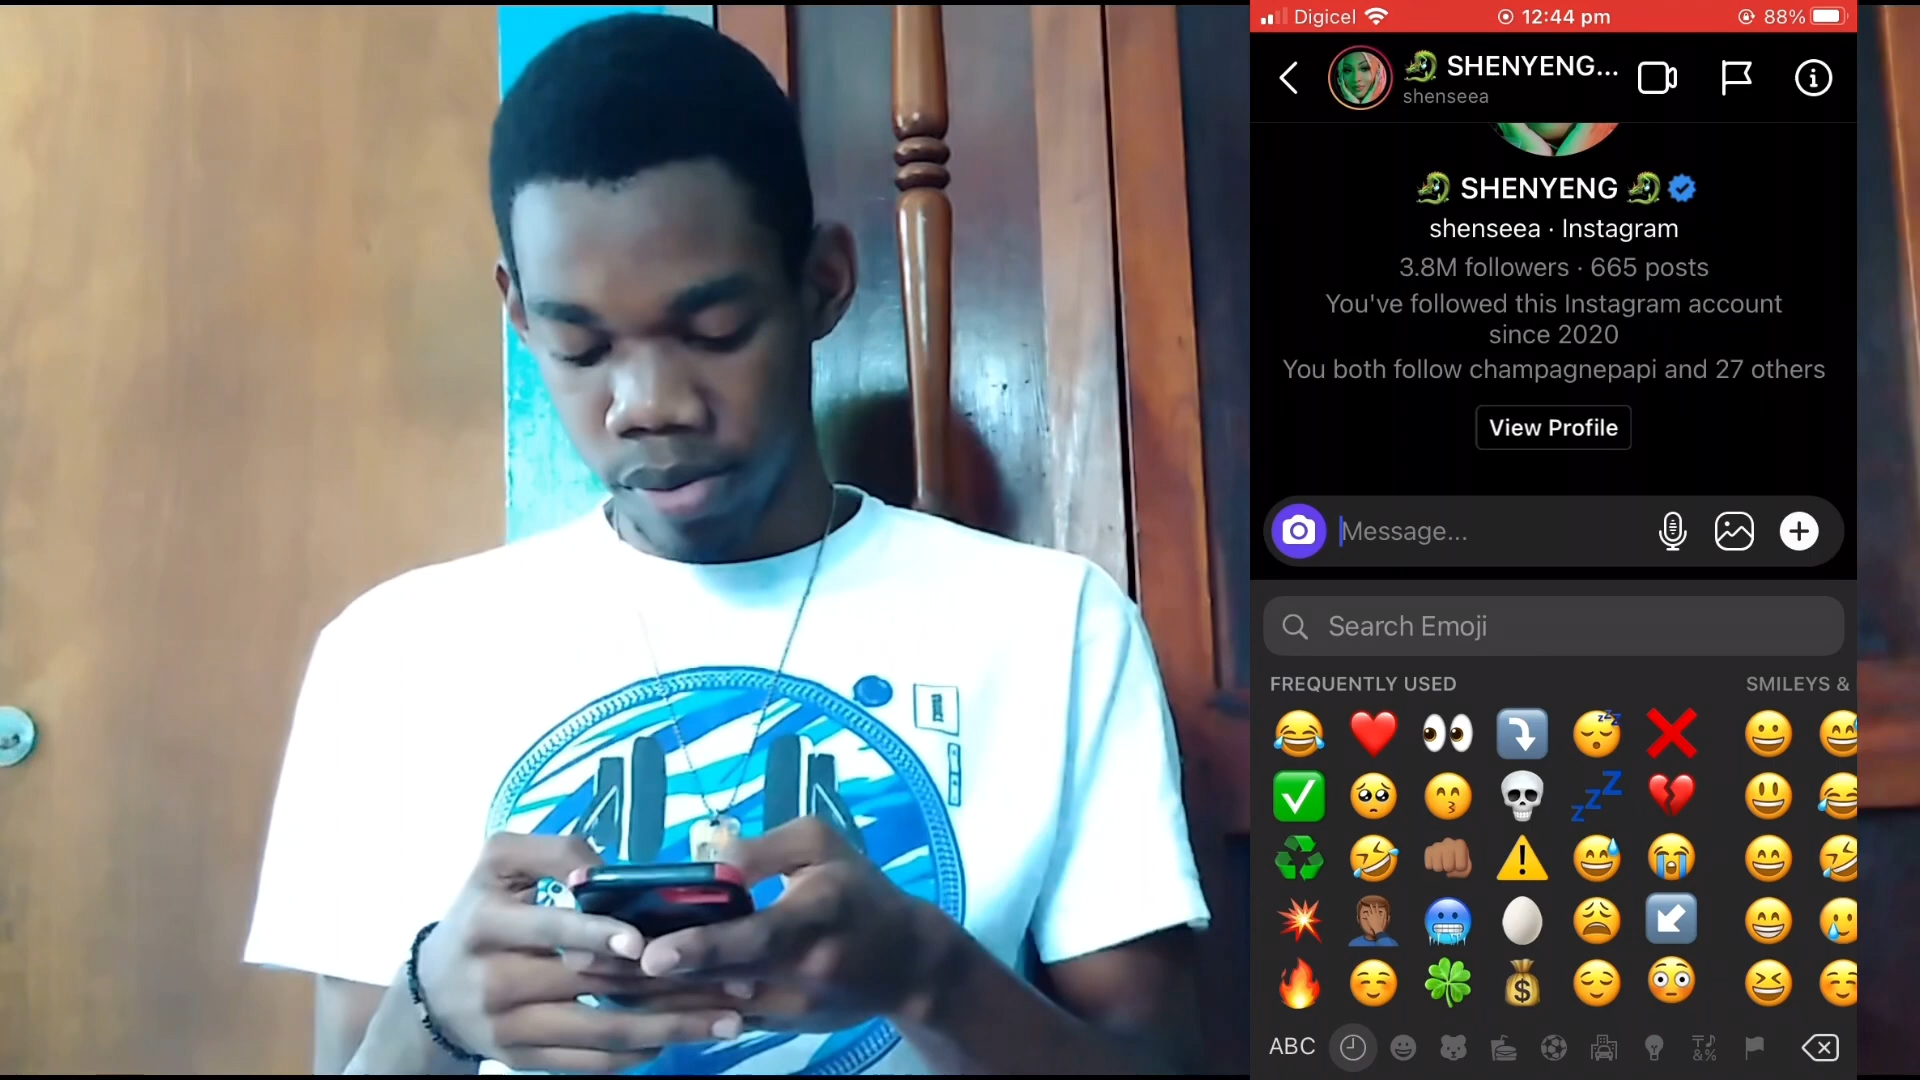 Digicel 12:44 pm 88%
SHENYENG...
shenseea
SHENYENG
shenseea · Instagram
3.8M followers · 665 posts
You've followed this Instagram account
since 2020
You both follow champagnepapi and 27 others
View Profile
Message...
Search Emoji
FREQUENTLY USED SMILEYS &
ABC